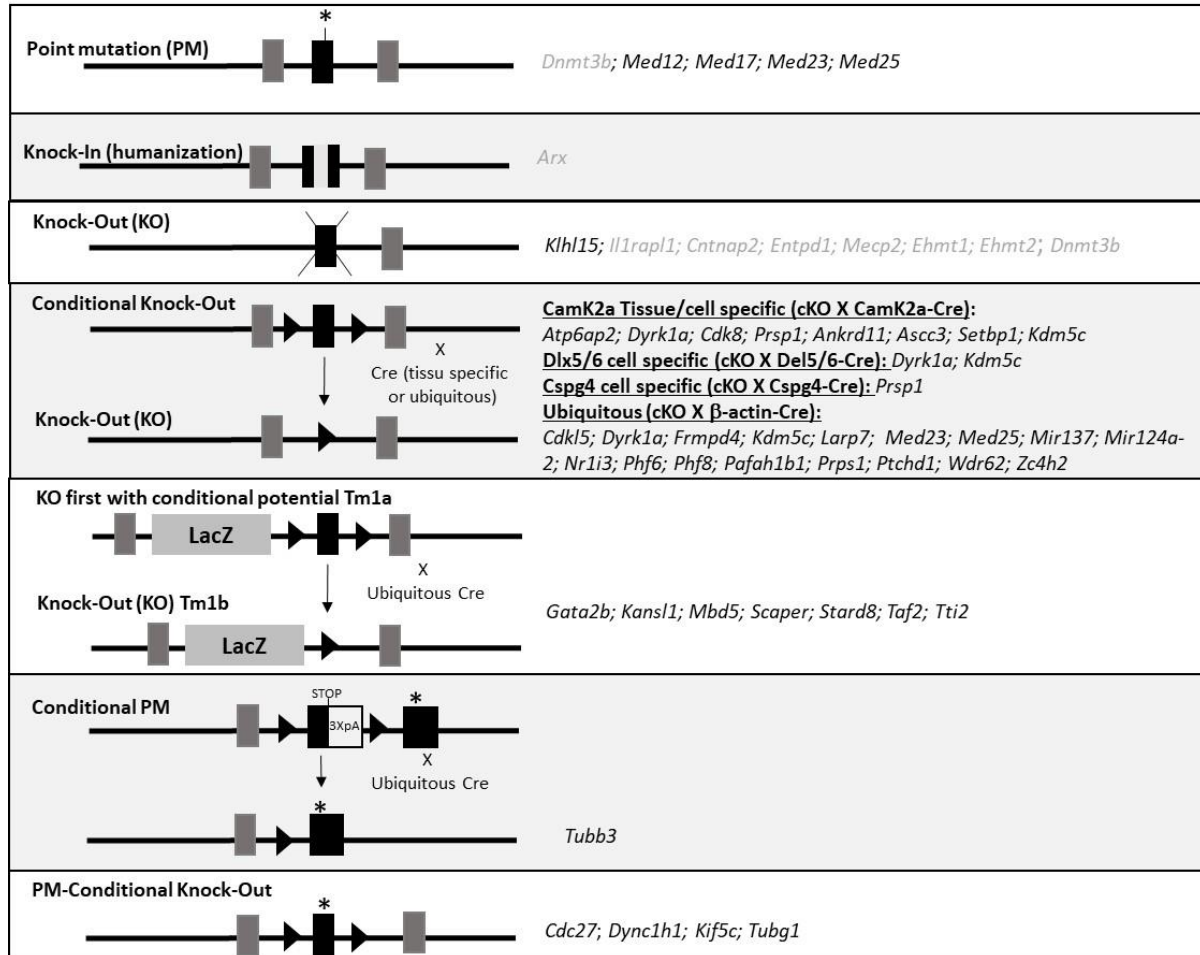 *
Point mutation (PM)
Dnmt3b; Med12; Med17; Med23; Med25
Knock-In (humanization)
Arx
Knock-Out (KO)
Klhl15; Il1rapl1; Cntnap2; Entpd1; Mecp2; Ehmt1; Ehmt2; Dnmt3b
Conditional Knock-Out
X
Cre (tissu specific
or ubiquitous)
Knock-Out (KO)
CamK2a Tissue/cell specific (cKO X CamK2a-Cre):
Atp6ap2; Dyrk1a; Cdk8; Prsp1; Ankrd11; Ascc3; Setbp1; Kdm5c
Dlx5/6 cell specific (cKO X Del5/6-Cre): Dyrk1a; Kdm5c
Cspg4 cell specific (cKO X Cspg4-Cre): Prsp1
Ubiquitous (cKO X β-actin-Cre):
Cdkl5; Dyrk1a; Frmpd4; Kdm5c; Larp7; Med23; Med25; Mir137; Mir124a-
2; Nr1i3; Phf6; Phf8; Pafah1b1; Prps1; Ptchd1; Wdr62; Zc4h2
KO first with conditional potential Tm1a
LacZ
X
Ubiquitous Cre
Knock-Out (KO) Tm1b
LacZ
Gata2b; Kansl1; Mbd5; Scaper; Stard8; Taf2; Tti2
Conditional PM
STOP
*
3XpA
X
Ubiquitous Cre
*
Tubb3
PM-Conditional Knock-Out
*
Cdc27; Dync1h1; Kif5c; Tubg1